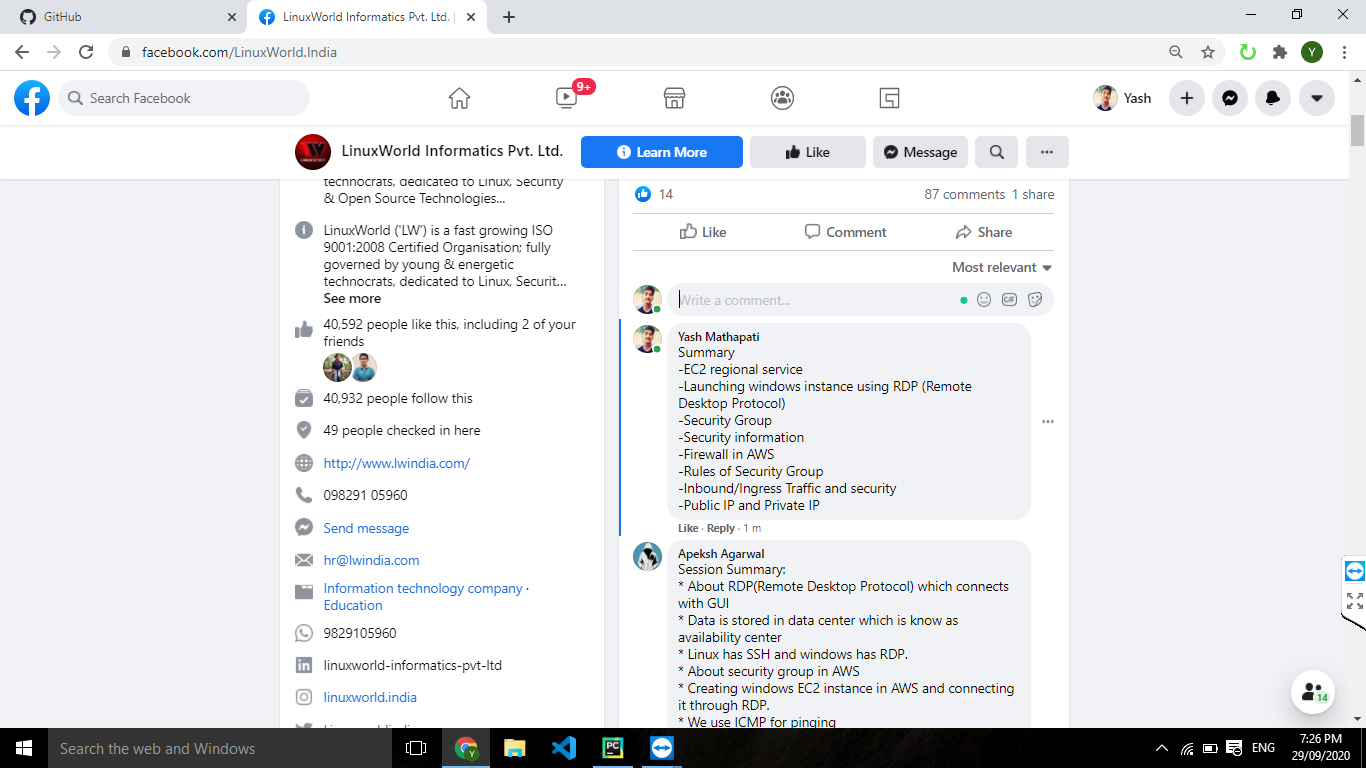 GitHub
LinuxWorld Informatics Pvt. Ltd. |
facebook.com/LinuxWorld.India
Y
Search Facebook
9+
Yash
LinuxWorld Informatics Pvt. Ltd.
Learn More
Like
Message
technocrats, dedicated to Linux, Security
& Open Source Technologies...
LinuxWorld ('LW') is a fast growing ISO
9001:2008 Certified Organisation; fully
governed by young & energetic
technocrats, dedicated to Linux, Securit...
See more
40,592 people like this, including 2 of your
friends
40,932 people follow this
49 people checked in here
http://www.lwindia.com/
098291 05960
Send message
hr@lwindia.com
Information technology company ·
Education
9829105960
linuxworld-informatics-pvt-ltd
linuxworld.india
14
87 comments 1 share
Like
Comment
Share
Most relevant
Write a comment...
GIF
Yash Mathapati
Summary
-EC2 regional service
-Launching windows instance using RDP (Remote
Desktop Protocol)
-Security Group
-Security information
-Firewall in AWS
-Rules of Security Group
-Inbound/Ingress Traffic and security
-Public IP and Private IP
Like · Reply · 1 m
Apeksh Agarwal
Session Summary:
* About RDP(Remote Desktop Protocol) which connects
with GUI
* Data is stored in data center which is know as
availability center
* Linux has SSH and windows has RDP.
* About security group in AWS
* Creating windows EC2 instance in AWS and connecting
it through RDP.
* We use ICMP for pinging
14
Search the web and Windows
Y
PC
ENG
7:26 PM
29/09/2020